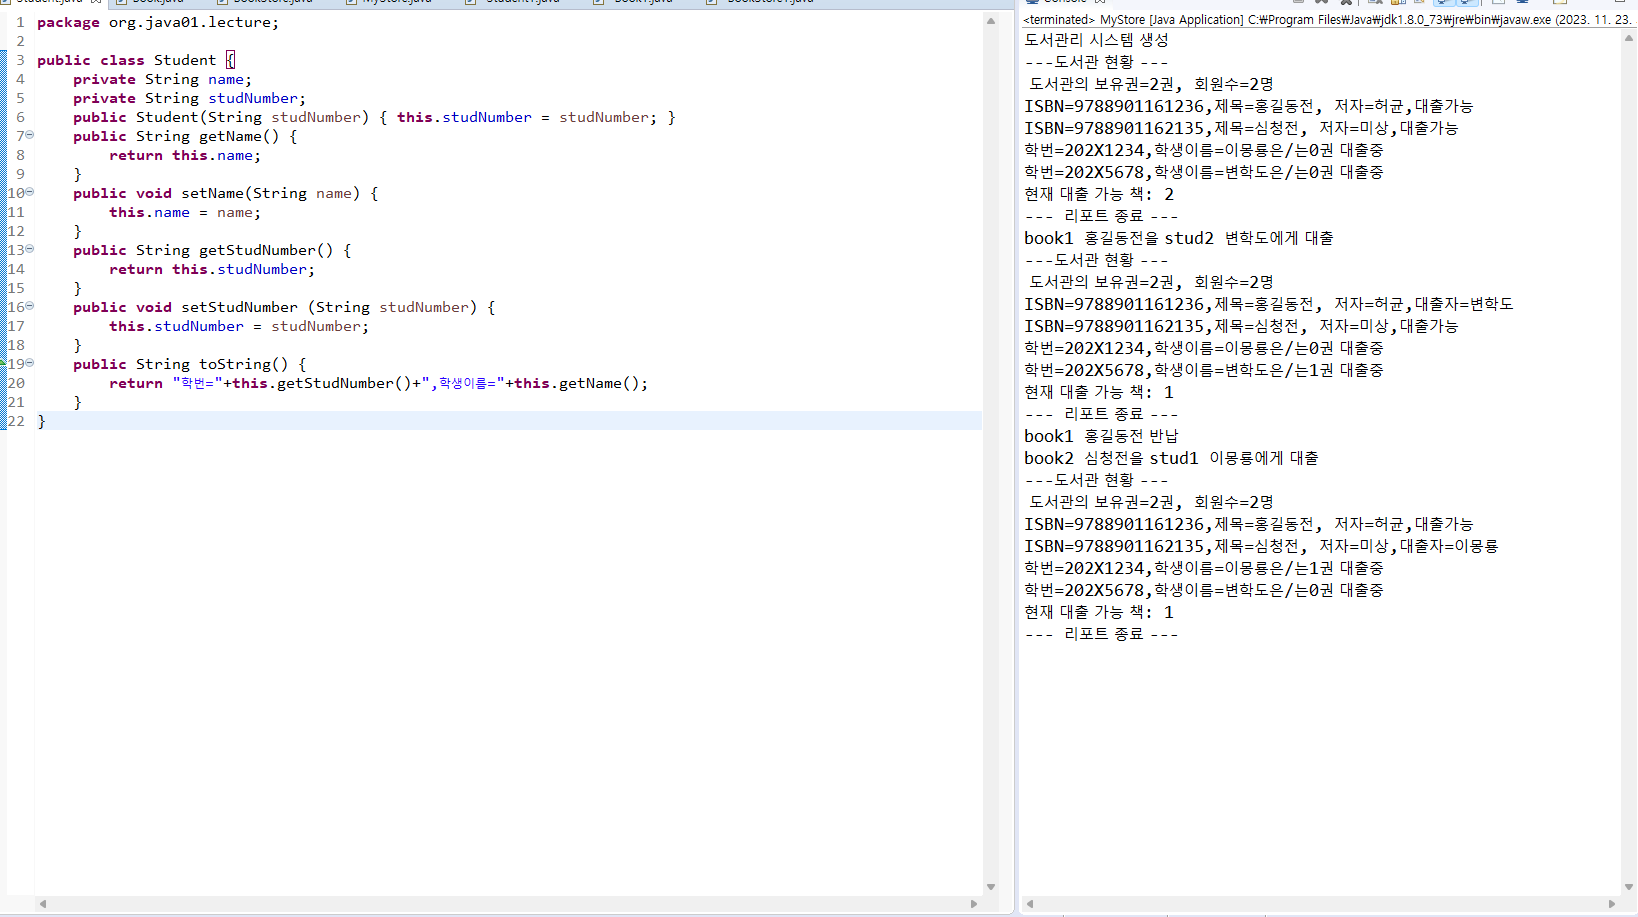 Student.java Book.java BookStore.java MyStore.java Student1.java Book1.java BookStore1.java
1 package org.java01.lecture;
2
3 public class Student {
4     private String name;
5     private String studNumber;
6     public Student(String studNumber) { this.studNumber = studNumber; }
7     public String getName() {
8         return this.name;
9     }
10     public void setName(String name) {
11         this.name = name;
12     }
13     public String getStudNumber() {
14         return this.studNumber;
15     }
16     public void setStudNumber (String studNumber) {
17         this.studNumber = studNumber;
18     }
19     public String toString() {
20         return "학번="+this.getStudNumber()+",학생이름="+this.getName();
21     }
22 }
Console
<terminated> MyStore [Java Application] C:₩Program Files₩Java₩jdk1.8.0_73₩jre₩bin₩javaw.exe (2023. 11. 23.
도서관리 시스템 생성
---도서관 현황 ---
 도서관의 보유권=2권, 회원수=2명
ISBN=9788901161236,제목=홍길동전, 저자=허균,대출가능
ISBN=9788901162135,제목=심청전, 저자=미상,대출가능
학번=202X1234,학생이름=이몽룡은/는0권 대출중
학번=202X5678,학생이름=변학도은/는0권 대출중
현재 대출 가능 책: 2
--- 리포트 종료 ---
book1 홍길동전을 stud2 변학도에게 대출
---도서관 현황 ---
 도서관의 보유권=2권, 회원수=2명
ISBN=9788901161236,제목=홍길동전, 저자=허균,대출자=변학도
ISBN=9788901162135,제목=심청전, 저자=미상,대출가능
학번=202X1234,학생이름=이몽룡은/는0권 대출중
학번=202X5678,학생이름=변학도은/는1권 대출중
현재 대출 가능 책: 1
--- 리포트 종료 ---
book1 홍길동전 반납
book2 심청전을 stud1 이몽룡에게 대출
---도서관 현황 ---
 도서관의 보유권=2권, 회원수=2명
ISBN=9788901161236,제목=홍길동전, 저자=허균,대출가능
ISBN=9788901162135,제목=심청전, 저자=미상,대출자=이몽룡
학번=202X1234,학생이름=이몽룡은/는1권 대출중
학번=202X5678,학생이름=변학도은/는0권 대출중
현재 대출 가능 책: 1
--- 리포트 종료 ---